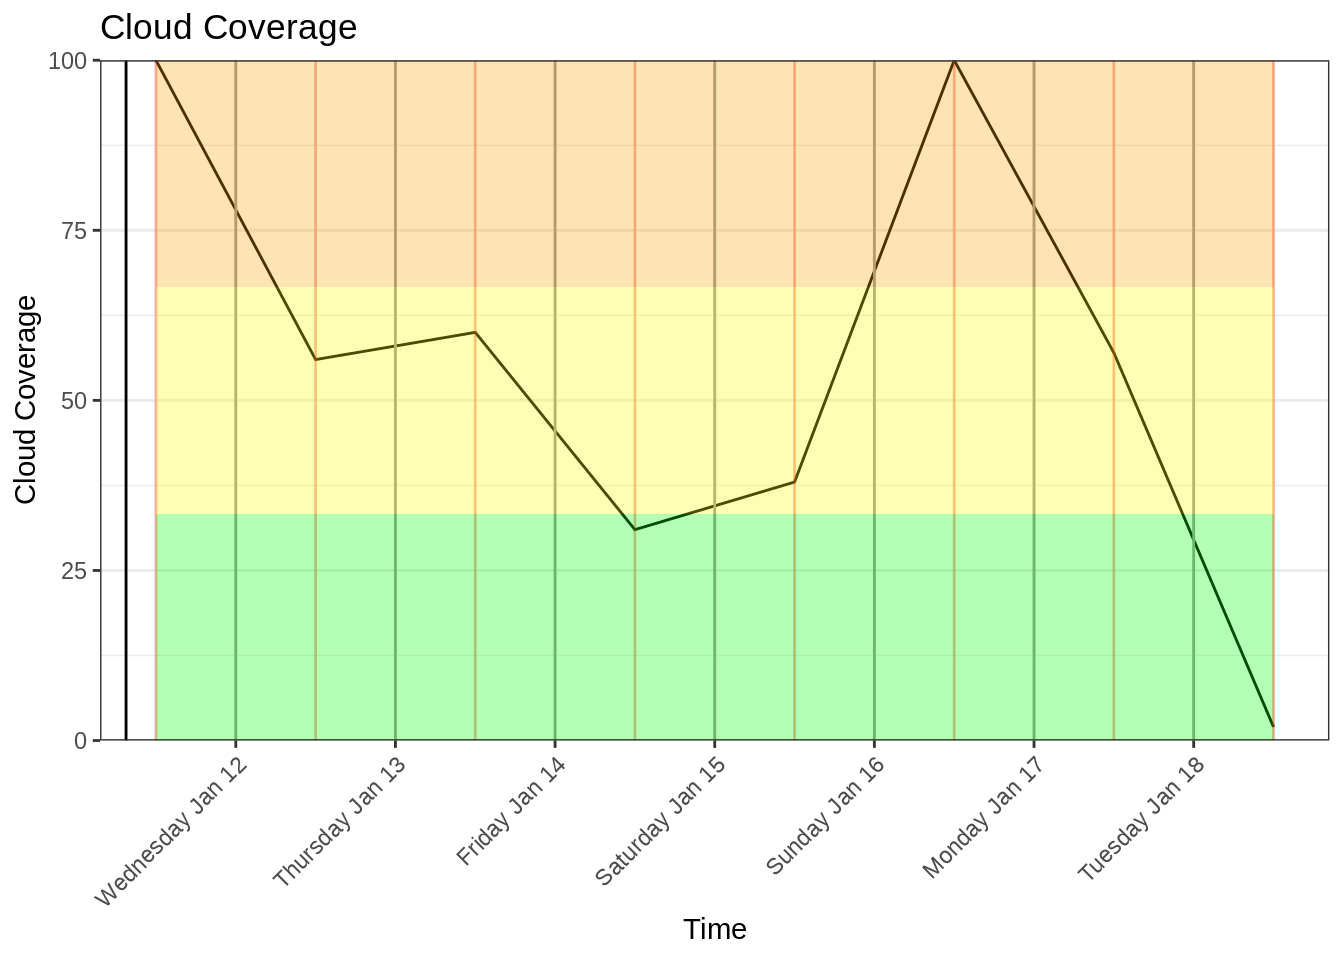 Cloud Coverage
100
75
50
25
0
Cloud Coverage
Wednesday Jan 12
Thursday Jan 13
Friday Jan 14
Saturday Jan 15
Sunday Jan 16
Monday Jan 17
Tuesday Jan 18
Time